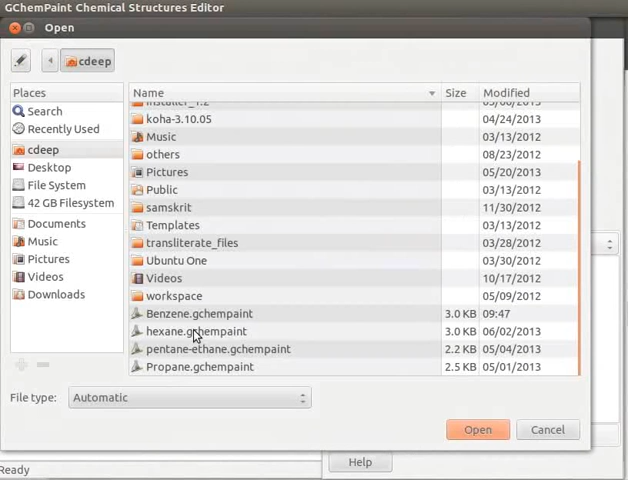 GChemPaint Chemical Structures Editor
Open
cdeep
Places
Name Size Modified
Search
Recently Used
cdeep
Desktop
File System
42 GB Filesystem
Documents
Music
Pictures
Videos
Downloads
installer_1.2 05/06/2013
koha-3.10.05 04/24/2013
Music 03/13/2012
others 08/23/2012
Pictures 05/20/2013
Public 03/13/2012
samskrit 11/30/2012
Templates 03/13/2012
transliterate_files 03/28/2012
Ubuntu One 03/30/2012
Videos 10/17/2012
workspace 05/09/2012
Benzene.gchempaint 3.0 KB 09:47
hexane.gchempaint 3.0 KB 06/02/2013
pentane-ethane.gchempaint 2.2 KB 05/04/2013
Propane.gchempaint 2.5 KB 05/01/2013
File type: Automatic
Open Cancel
Help
Ready